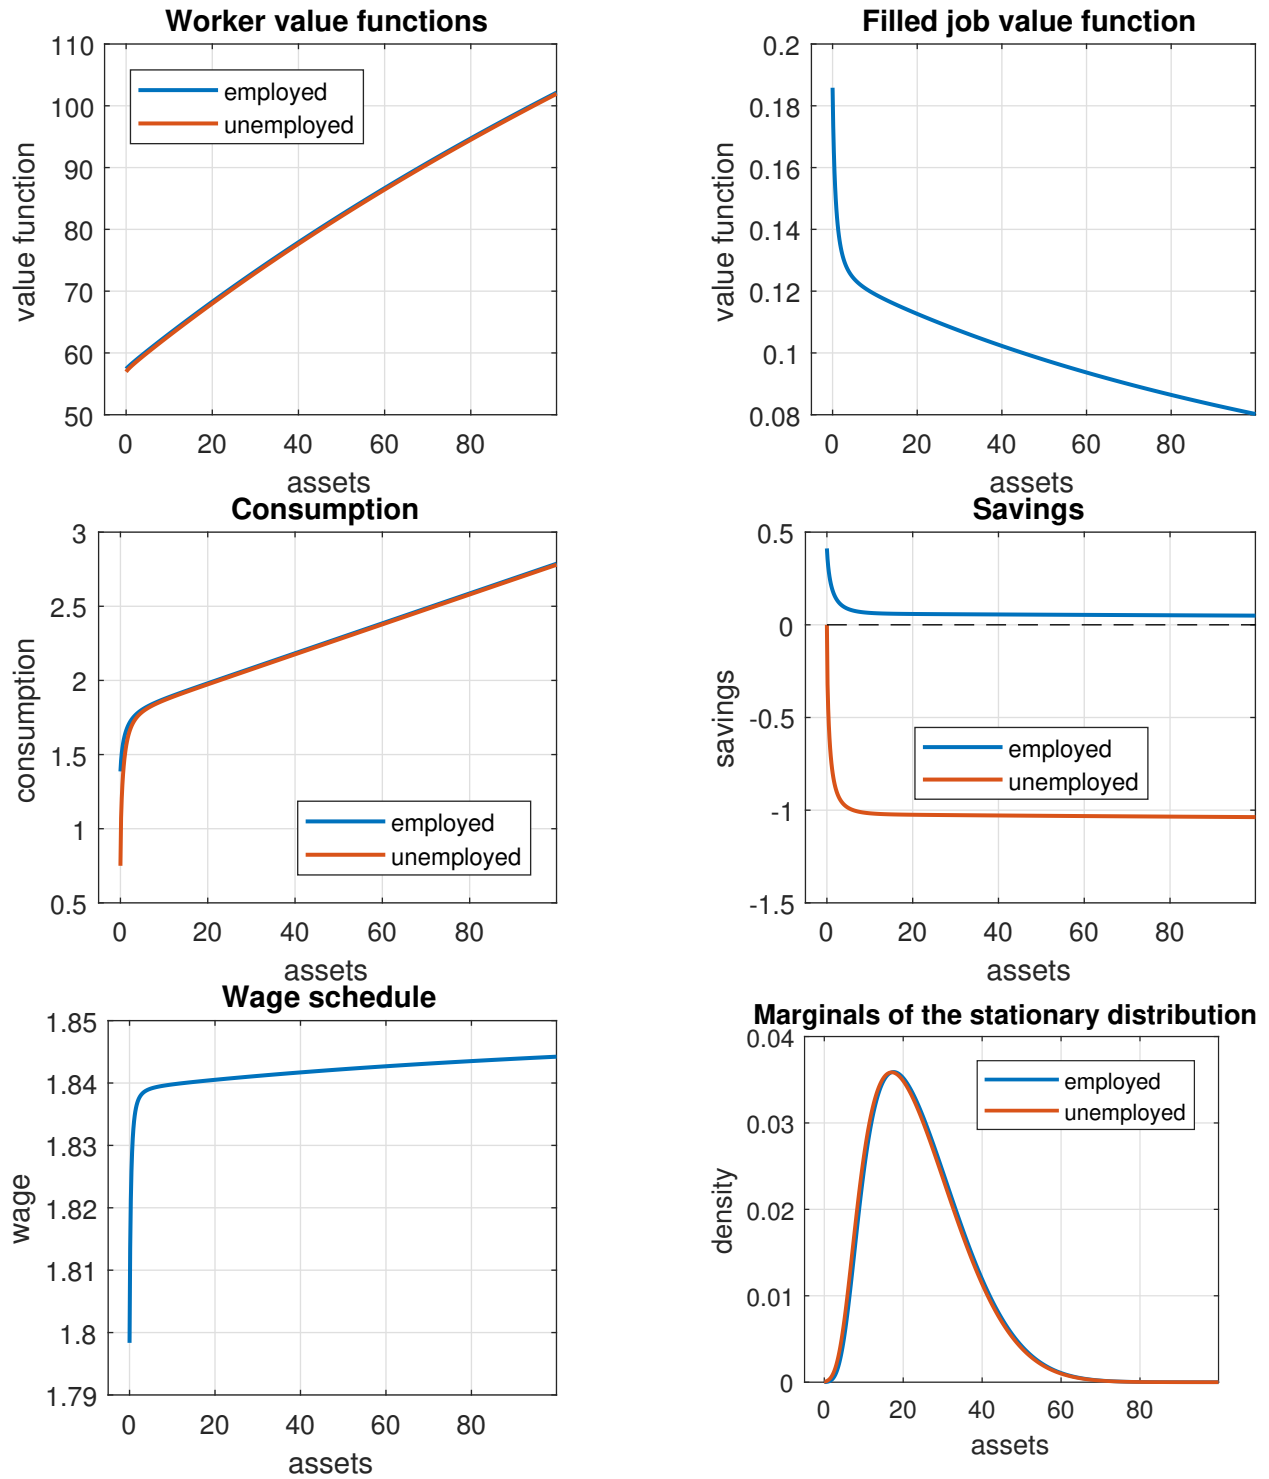 Worker value functions
110
100
90
80
70
60
50
value function
employed
unemployed
0 20 40 60 80
assets
Filled job value function
0.2
0.18
0.16
0.14
0.12
0.1
0.08
value function
0 20 40 60 80
assets
Consumption
3
2.5
2
1.5
1
0.5
consumption
employed
unemployed
0 20 40 60 80
assets
Savings
0.5
0
-0.5
-1
-1.5
savings
employed
unemployed
0 20 40 60 80
assets
Wage schedule
1.85
1.84
1.83
1.82
1.81
1.8
1.79
wage
0 20 40 60 80
assets
Marginals of the stationary distribution
0.04
0.03
0.02
0.01
0
density
employed
unemployed
0 20 40 60 80
assets